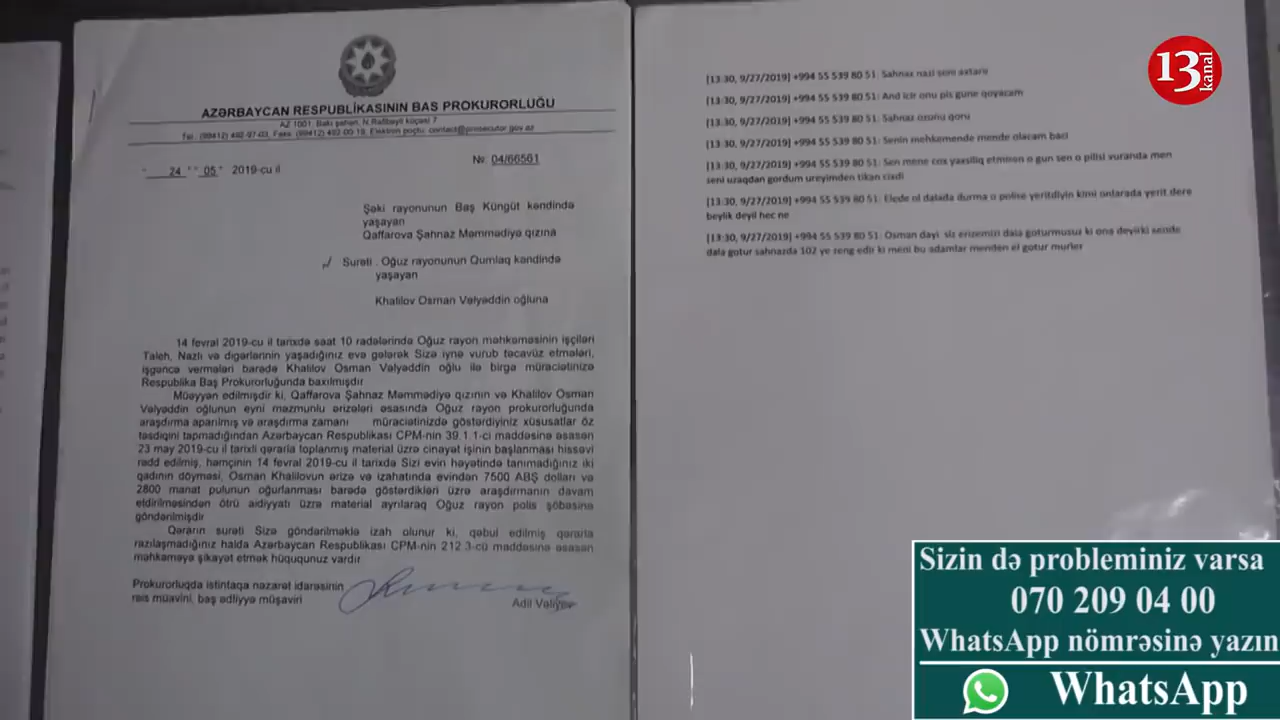 AZƏRBAYCAN RESPUBLİKASININ BAŞ PROKURORLUĞU
AZ 1001, Bakı şəhəri, N.Rəfibəyli küçəsi 7
Tel.: (99412) 492-97-03, Faks: (99412) 492-00-19, Elektron poçtu: contact@prosecutor.gov.az
" 24 " " 05 " 2019-cu il
№ 04/66561
Şəki rayonunun Baş Küngüt kəndində
yaşayan
Qaffarova Şahnaz Məmmədiyə qızına
Surəti . Oğuz rayonunun Qumlaq kəndində
yaşayan
Khalilov Osman Vəlyəddin oğluna
14 fevral 2019-cu il tarixdə saat 10 radələrində Oğuz rayon məhkəməsinin işçiləri
Taleh, Nazlı və digərlərinin yaşadığınız evə gələrək Sizə iynə vurub təcavüz etmələri,
işgəncə vermələri barədə Khalilov Osman Vəlyəddin oğlu ilə birgə müraciətinizə
Respublika Baş Prokurorluğunda baxılmışdır
Müəyyən edilmişdir ki, Qaffarova Şahnaz Məmmədiyə qızının və Khalilov Osman
Vəlyəddin oğlunun eyni məzmunlu ərizələri əsasında Oğuz rayon prokurorluğunda
araşdırma aparılmış və araşdırma zamanı müraciətinizdə göstərdiyiniz xüsusatlar öz
təsdiqini tapmadığından Azərbaycan Respublikası CPM-nin 39.1.1-ci maddəsinə əsasən
23 may 2019-cu il tarixli qərarla toplanmış material üzrə cinayət işinin başlanması hissəvi
rədd edilmiş, həmçinin 14 fevral 2019-cu il tarixdə Sizi evin həyətində tanımadığınız iki
qadının döyməsi, Osman Khalilovun ərizə və izahatında evindən 7500 ABŞ dolları və
2800 manat pulunun oğurlanması barədə göstərdikləri üzrə araşdırmanın davam
etdirilməsindən ötrü aidiyyatı üzrə material ayrılaraq Oğuz rayon polis şöbəsinə
göndərilmişdir
Qərarın surəti Sizə göndərilməklə izah olunur ki, qəbul edilmiş qərarla
razılaşmadığınız halda Azərbaycan Respublikası CPM-nin 212.3-cü maddəsinə əsasən
məhkəməyə şikayət etmək hüququnuz vardır
Prokurorluqda istintaqa nəzarət idarəsinin
rəis müavini, baş ədliyyə müşaviri
Adil Vəliyev
[13:30, 9/27/2019] +994 55 539 80 51: Sahnaz nazi seni axtarir
[13:30, 9/27/2019] +994 55 539 80 51: And icir onu pis gune qoyacam
[13:30, 9/27/2019] +994 55 539 80 51: Sahnaz ozunu qoru
[13:30, 9/27/2019] +994 55 539 80 51: Senin mehkemende mende olacam baci
[13:30, 9/27/2019] +994 55 539 80 51: Sen mene cox yaxsiliq etmisen o gun sen o pilisi vuranda men
seni uzaqdan gordum ureyimden tikan cixdi
[13:30, 9/27/2019] +994 55 539 80 51: Elede ol dalada durma o polise yeritdiyin kimi onlarada yerit dere
beylik deyil hec ne
[13:30, 9/27/2019] +994 55 539 80 51: Osman dayi siz erizemin dala goturmusuz ki ona deyirki sende
dala gotur sahnazda 102 ye zeng edir ki meni bu adamlar menden el gotur murler
13 kanal
Sizin də probleminiz varsa
070 209 04 00
WhatsApp nömrəsinə yazın
WhatsApp